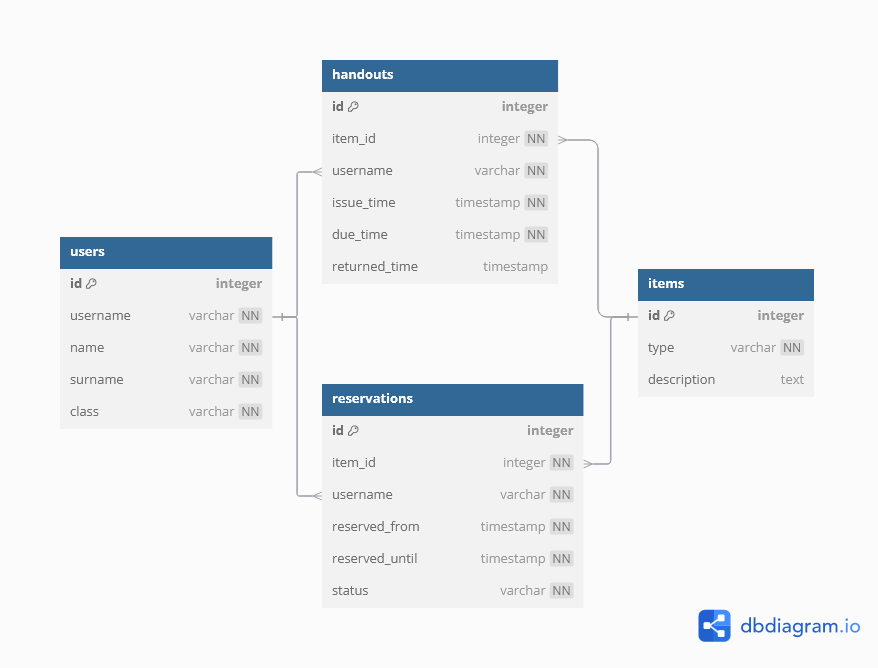 handouts
id integer
item_id integer NN
username varchar NN
issue_time timestamp NN
due_time timestamp NN
returned_time timestamp
users
id integer
username varchar NN
name varchar NN
surname varchar NN
class varchar NN
items
id integer
type varchar NN
description text
reservations
id integer
item_id integer NN
username varchar NN
reserved_from timestamp NN
reserved_until timestamp NN
status varchar NN
dbdiagram.io